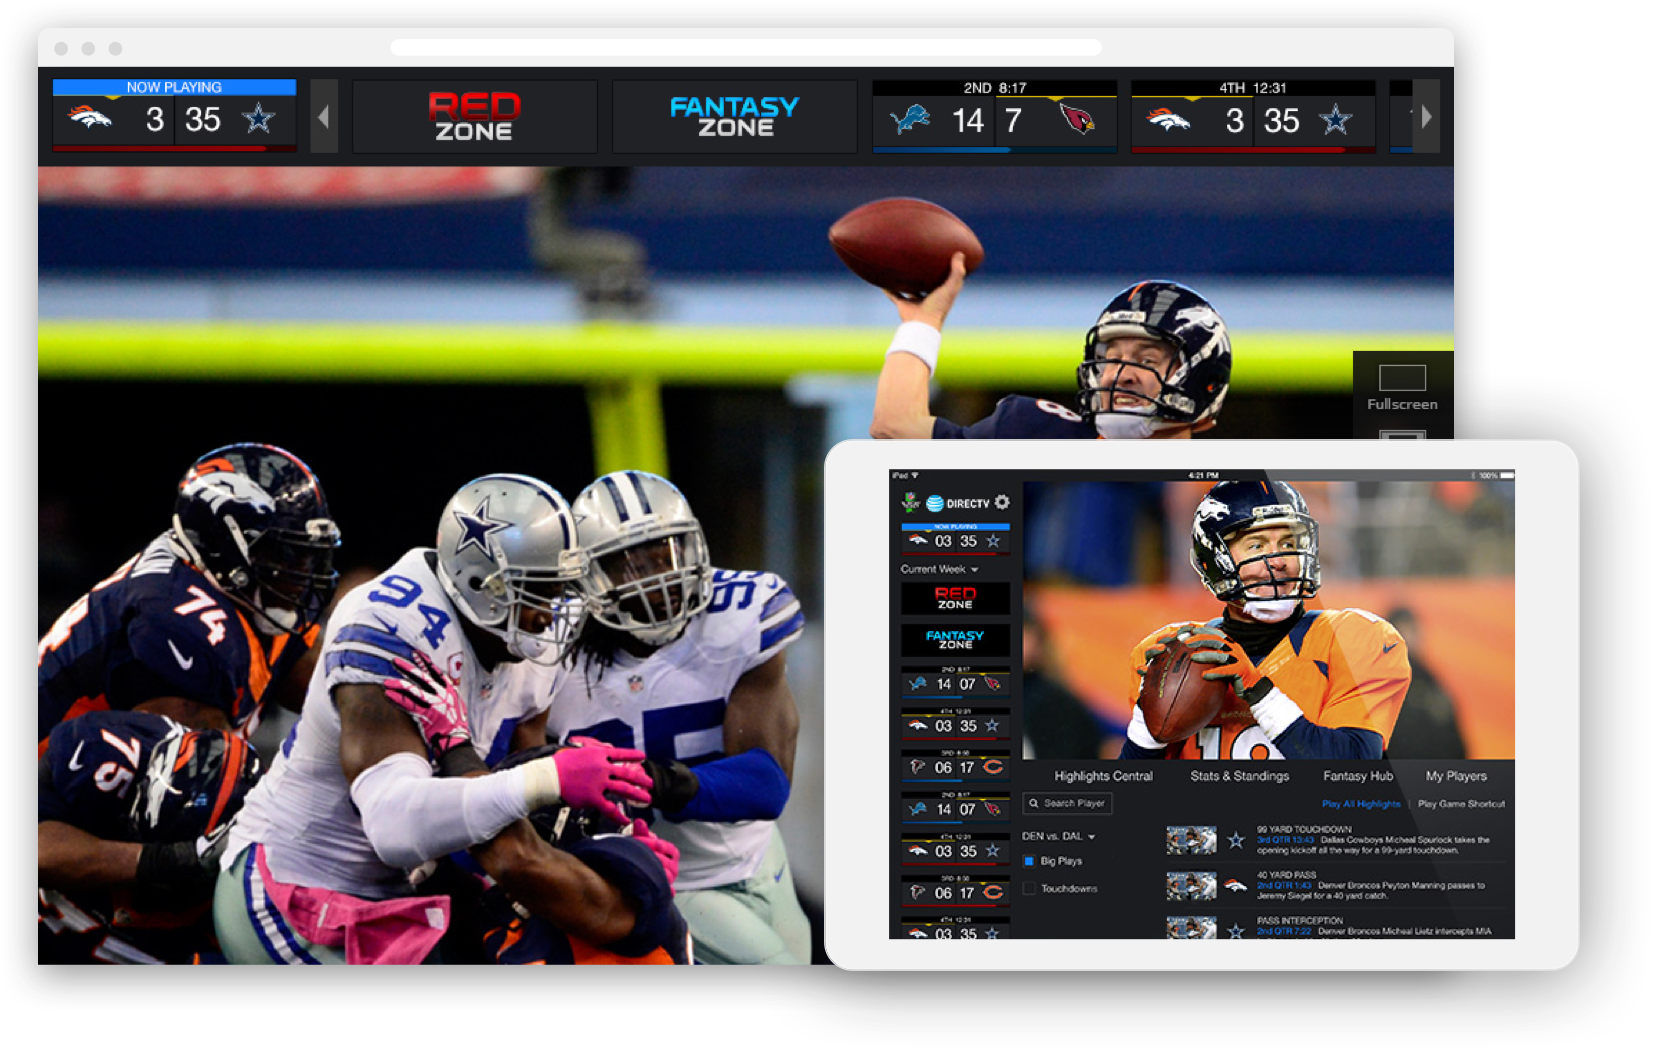 NOW PLAYING
3 35
RED
ZONE
FANTASY
ZONE
2ND 8:17
14 7
4TH 12:31
3 35
Fullscreen
8
74
75
94
95
iPad
4:21 PM
100%
DIRECTV
NOW PLAYING
03 35
Current Week
RED
ZONE
FANTASY
ZONE
2ND 8:17
14 07
4TH 12:31
03 35
3RD 8:58
06 17
2ND 8:17
14 07
4TH 12:31
03 35
3RD 8:58
06 17
4TH 12:31
03 35
18
Highlights Central Stats & Standings Fantasy Hub My Players
Search Player
Play All Highlights | Play Game Shortcut
DEN vs. DAL
Big Plays
Touchdowns
99 YARD TOUCHDOWN
3rd QTR 13:43 Dallas Cowboys Micheal Spurlock takes the
opening kickoff all the way for a 99-yard touchdown.
40 YARD PASS
2nd QTR 1:43 Denver Broncos Peyton Manning passes to
Jeremy Siegel for a 40 yard catch.
PASS INTERCEPTION
2nd QTR 7:22 Denver Broncos Micheal Lietz intercepts MIA